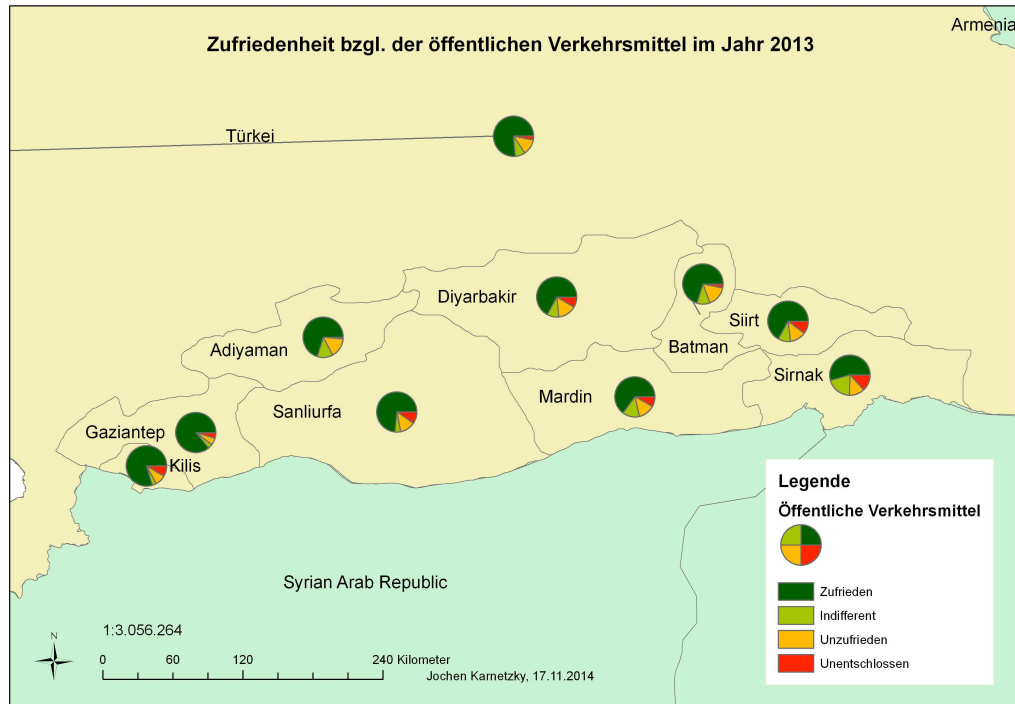 Armenia
Zufriedenheit bzgl. der öffentlichen Verkehrsmittel im Jahr 2013
Türkei
Diyarbakir
Siirt
Adiyaman
Batman
Sirnak
Mardin
Sanliurfa
Gaziantep
Kilis
Legende
Öffentliche Verkehrsmittel
Zufrieden
Indifferent
Unzufrieden
Unentschlossen
Syrian Arab Republic
N
1:3.056.264
0 60 120 240 Kilometer
Jochen Karnetzky, 17.11.2014